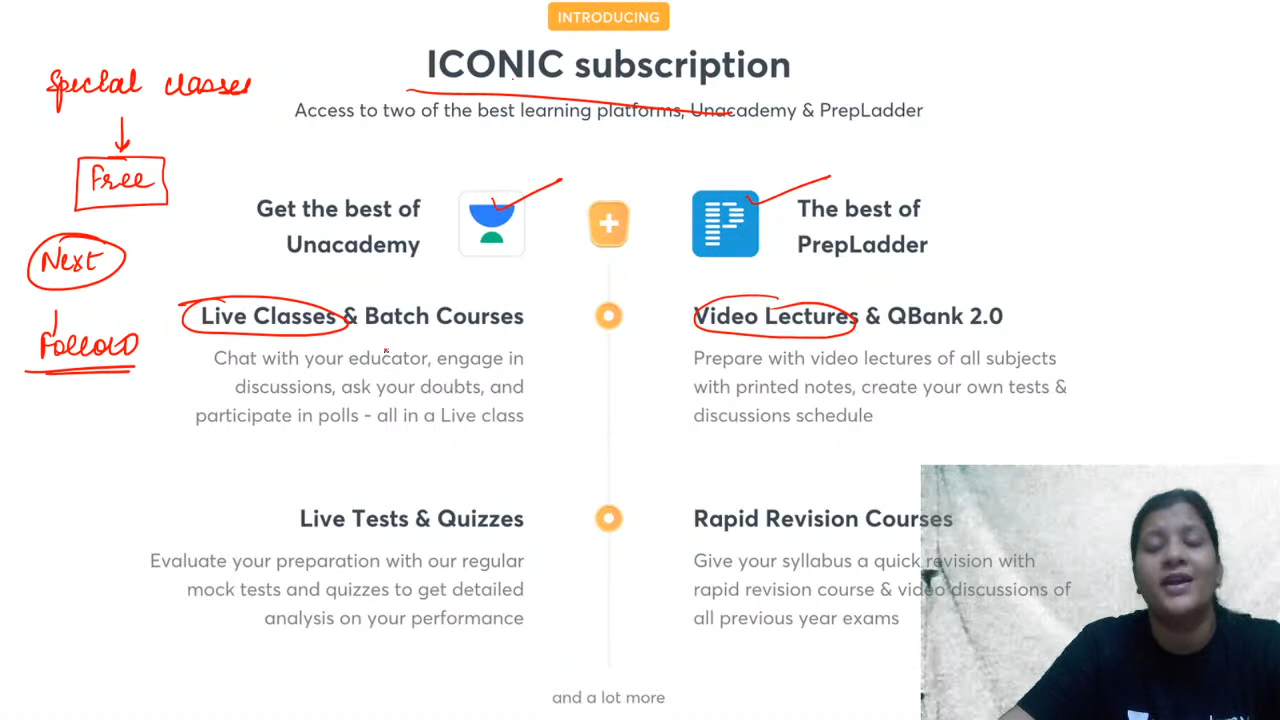 INTRODUCING
ICONIC subscription
Access to two of the best learning platforms, Unacademy & PrepLadder
Special classes
Free
Next
Follow
Get the best of
Unacademy
The best of
PrepLadder
Live Classes & Batch Courses
Chat with your educator, engage in
discussions, ask your doubts, and
participate in polls - all in a Live class
Video Lectures & QBank 2.0
Prepare with video lectures of all subjects
with printed notes, create your own tests &
discussions schedule
Live Tests & Quizzes
Evaluate your preparation with our regular
mock tests and quizzes to get detailed
analysis on your performance
Rapid Revision Courses
Give your syllabus a quick revision with
rapid revision course & video discussions of
all previous year exams
and a lot more